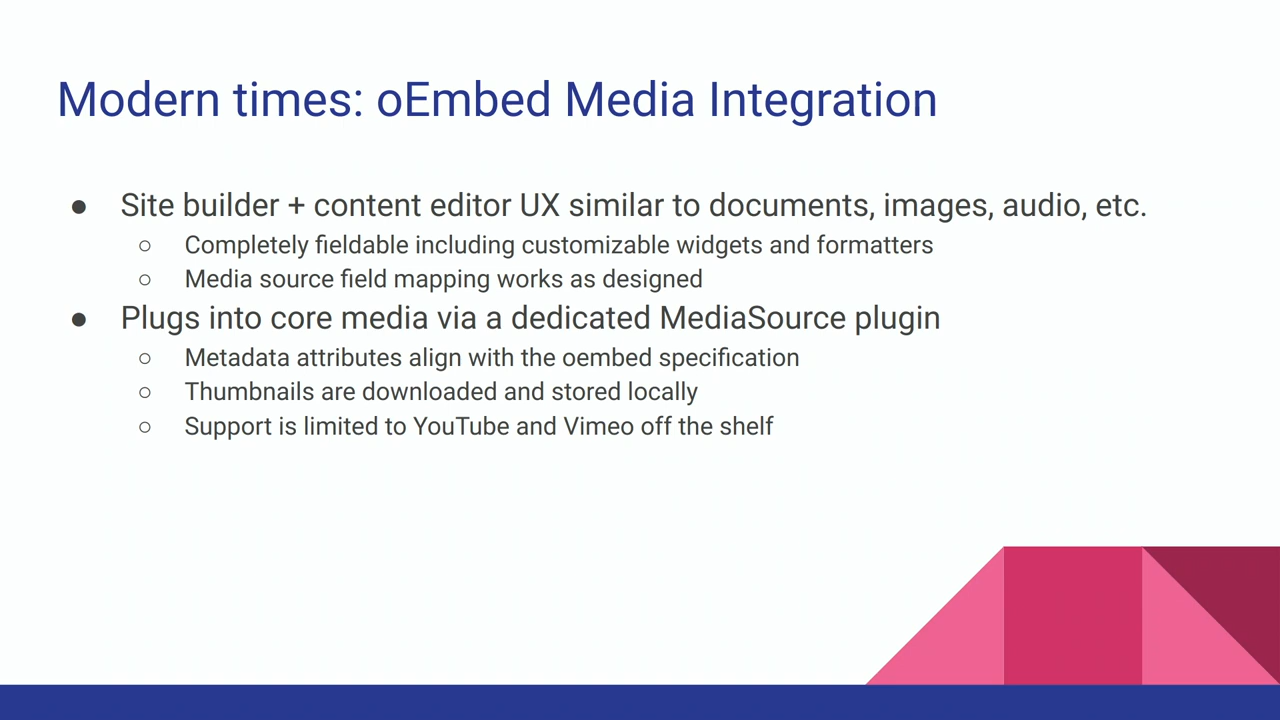 Modern times: oEmbed Media Integration
● Site builder + content editor UX similar to documents, images, audio, etc.
○ Completely fieldable including customizable widgets and formatters
○ Media source field mapping works as designed
● Plugs into core media via a dedicated MediaSource plugin
○ Metadata attributes align with the oembed specification
○ Thumbnails are downloaded and stored locally
○ Support is limited to YouTube and Vimeo off the shelf